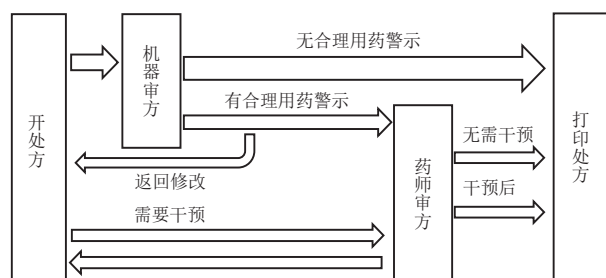 开处方
机器审方
无合理用药警示
有合理用药警示
返回修改
需要干预
药师审方
无需干预
干预后
打印处方